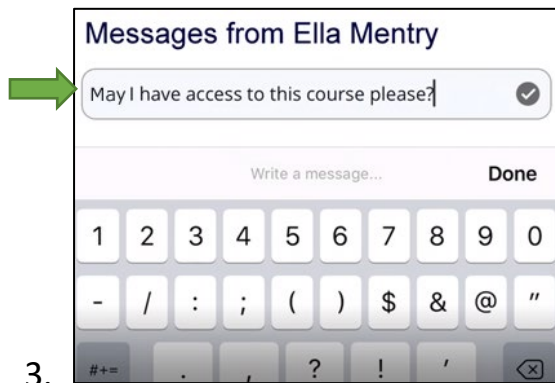 Messages from Ella Mentry
May I have access to this course please?
Write a message...
Done
1 2 3 4 5 6 7 8 9 0
- / : ; ( ) $ & @ "
#+= . , ? ! '
3.